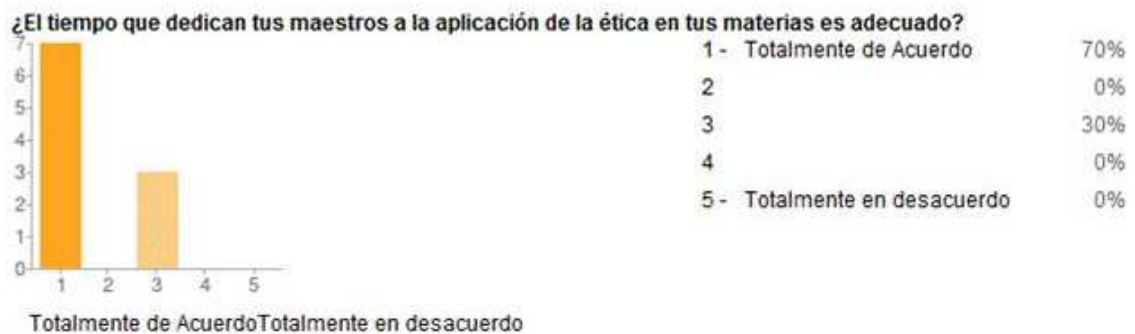 ¿El tiempo que dedican tus maestros a la aplicación de la ética en tus materias es adecuado?
7
6
5
4
3
2
1
0
1 2 3 4 5
Totalmente de AcuerdoTotalmente en desacuerdo
1 - Totalmente de Acuerdo 70%
2 0%
3 30%
4 0%
5 - Totalmente en desacuerdo 0%